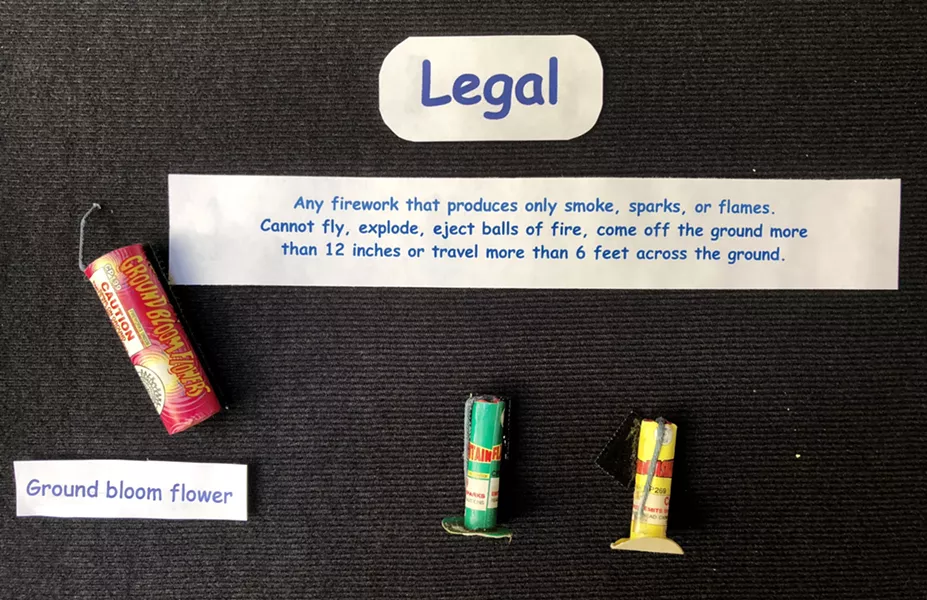 Legal
Any firework that produces only smoke, sparks, or flames.
Cannot fly, explode, eject balls of fire, come off the ground more
than 12 inches or travel more than 6 feet across the ground.
GROUND BLOOM FLOWERS
CAUTION
Ground bloom flower